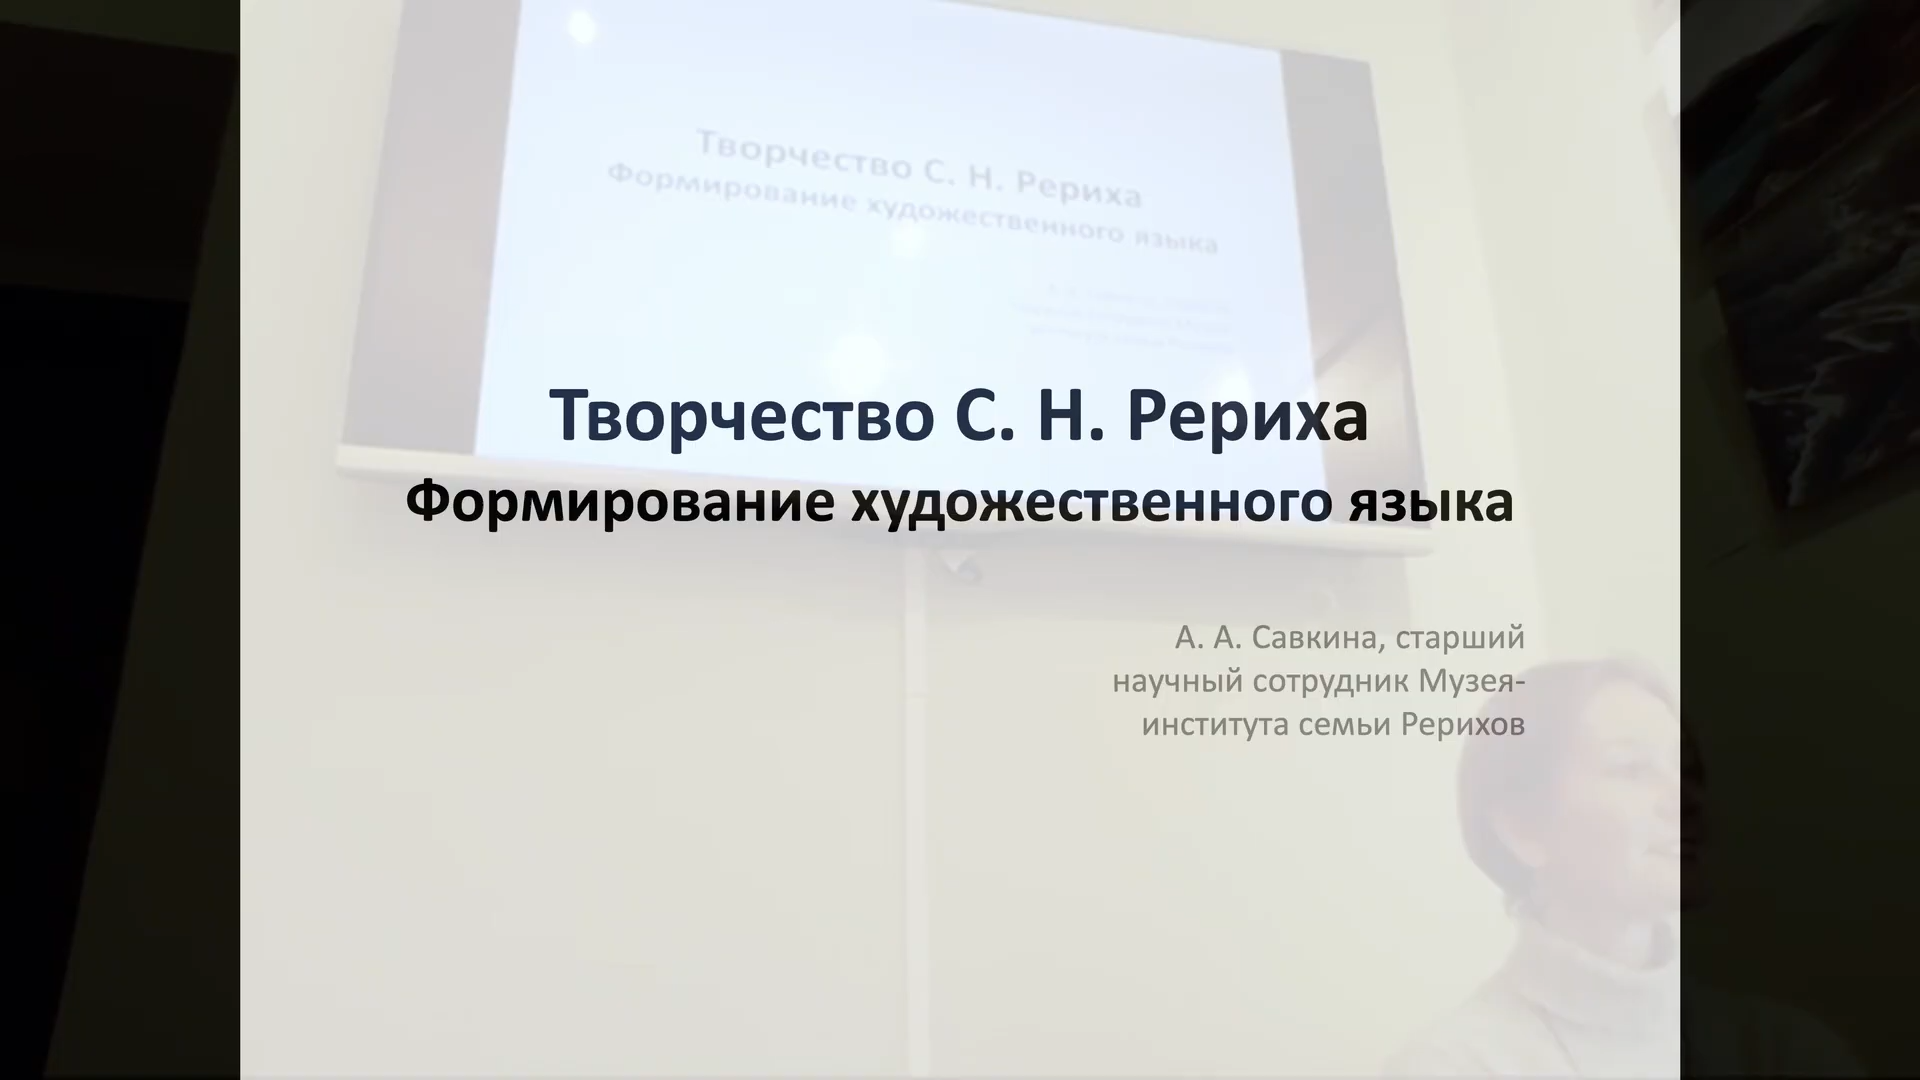 Творчество С. Н. Рериха
Формирование художественного языка
Творчество С. Н. Рериха
Формирование художественного языка
А. А. Савкина, старший
научный сотрудник Музея-
института семьи Рерихов